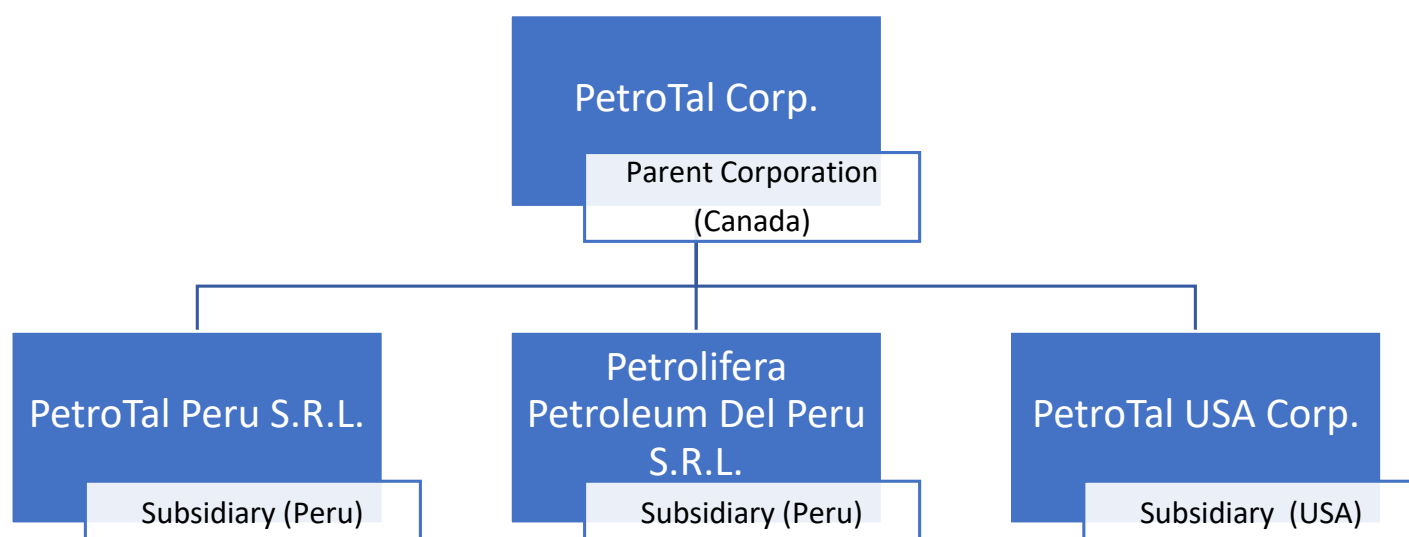 PetroTal Corp.
Parent Corporation
(Canada)
PetroTal Peru S.R.L.
Subsidiary (Peru)
Petrolifera
Petroleum Del Peru
S.R.L.
Subsidiary (Peru)
PetroTal USA Corp.
Subsidiary (USA)